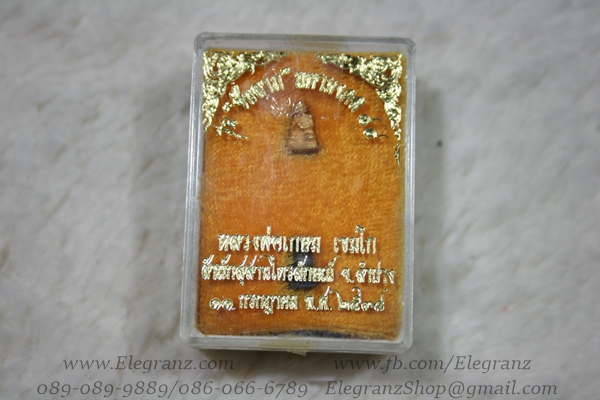 หลวงพ่อเกษม เขมโก
สำนักสุสานไตรลักษณ์ จ.ลำปาง
กรกฎาคม พ.ศ.
www.Elegranz.com www.fb.com/Elegranz
089-089-9889/086-066-6789 ElegranzShop@gmail.com